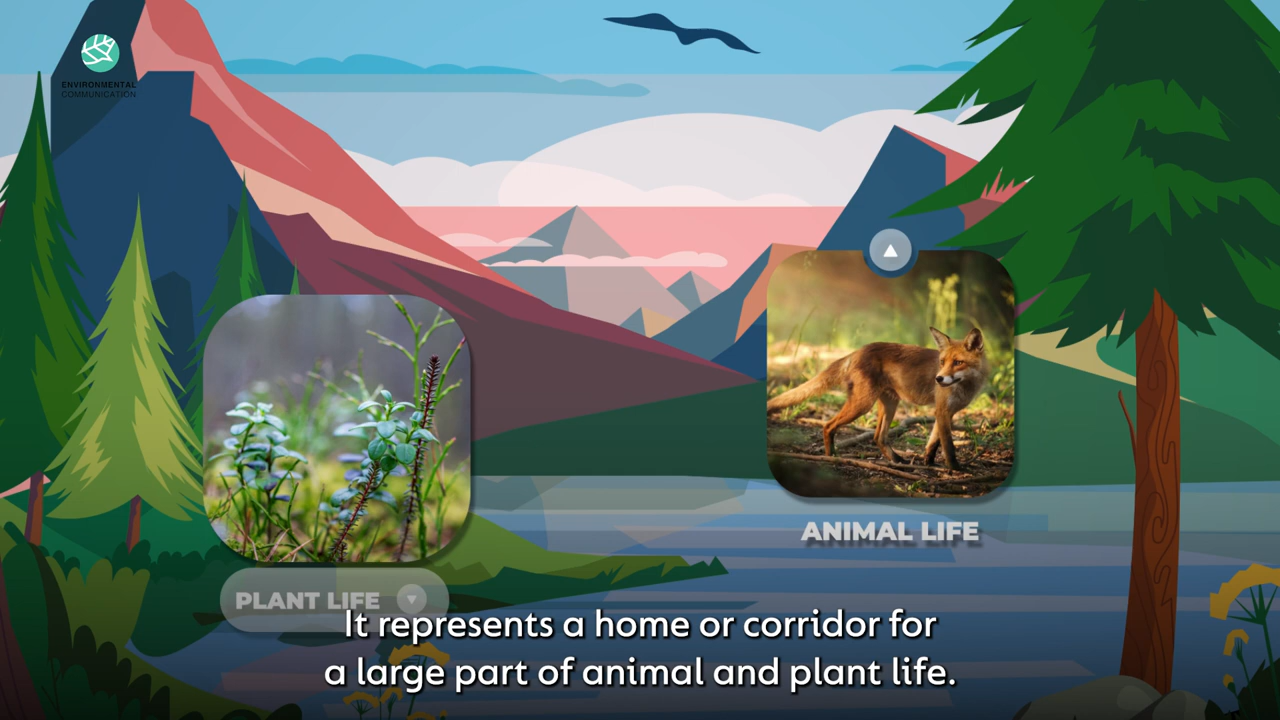 ENVIRONMENTAL
COMMUNICATION
ANIMAL LIFE
PLANT LIFE
It represents a home or corridor for
a large part of animal and plant life.